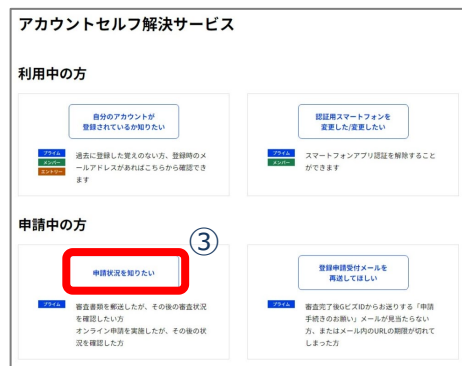 アカウントセルフ解決サービス
利用中の方
自分のアカウントが
登録されているか知りたい
プライム
メンバー
エントリー
過去に登録した覚えのない方、登録時のメ
ールアドレスがあればこちらから確認でき
ます
認証用スマートフォンを
変更した/変更したい
プライム
メンバー
スマートフォンアプリ認証を解除すること
ができます
申請中の方
③
申請状況を知りたい
プライム
審査書類を郵送したが、その後の審査状況
を確認したい方
オンライン申請を実施したが、その後の状
況を確認した方
登録申請受付メールを
再送してほしい
プライム
審査完了後GビズIDからお送りする「申請
手続きのお願い」メールが見当たらない
方、またはメール内のURLの期限が切れて
しまった方